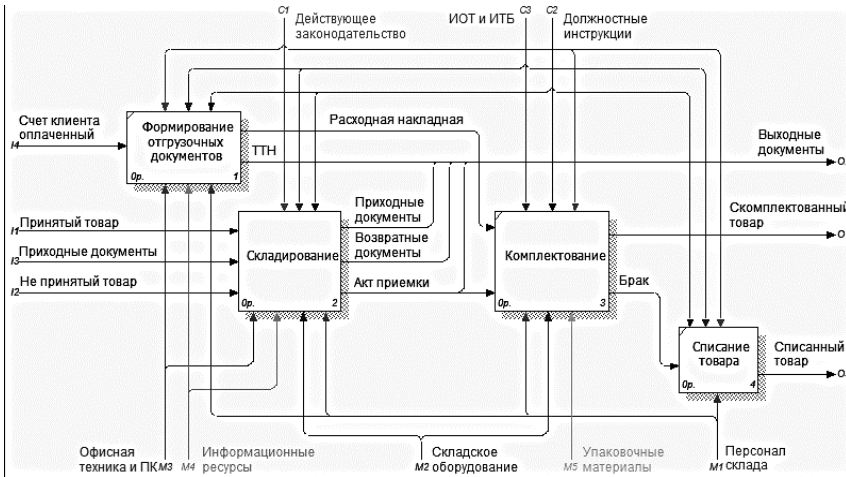 C1
Действующее
законодательство
ИОТ и ИТБ
C3
C2
Должностные
инструкции
Счет клиента
оплаченный
I4
Формирование
отгрузочных
документов
0р.
1
Расходная накладная
ТТН
Выходные
документы
Принятый товар
I1
Приходные документы
I3
Не принятый товар
I2
Складирование
0р.
2
Приходные
документы
Возвратные
документы
Акт приемки
Комплектование
0р.
3
Скомплектованный
товар
Брак
Списание
товара
0р.
4
Списанный
товар
Офисная
техника и ПК
M3
M4
Информационные
ресурсы
Складское
оборудование
M2
M5
Упаковочные
материалы
M1
Персонал
склада